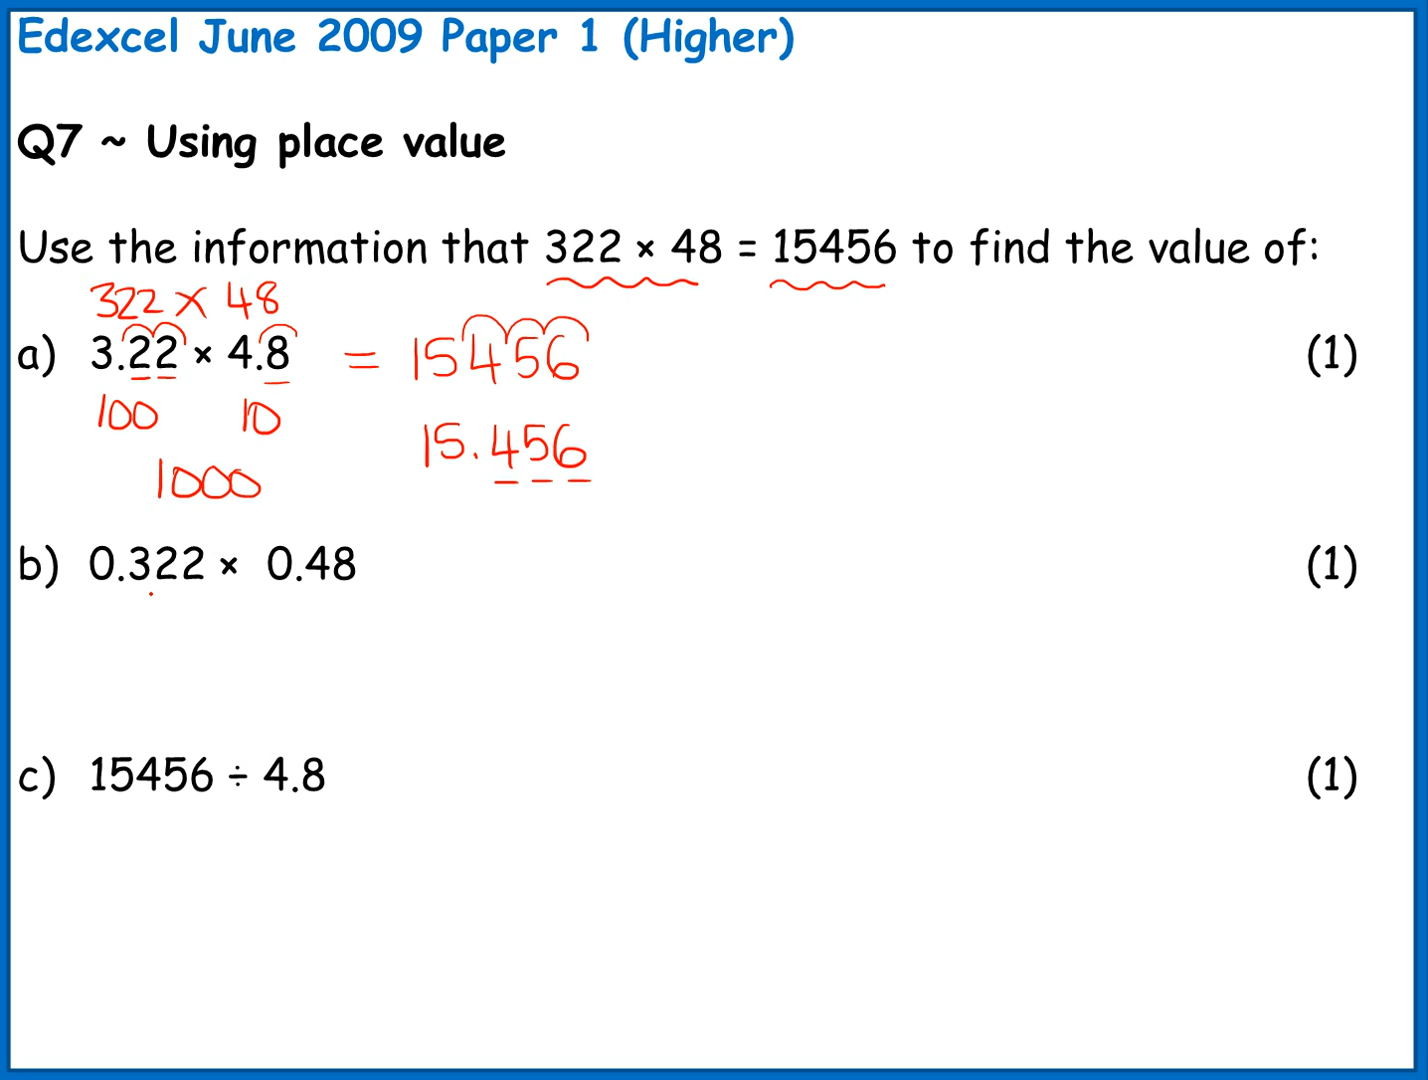 Edexcel June 2009 Paper 1 (Higher)
Q7 ~ Using place value
Use the information that 322 × 48 = 15456 to find the value of:
322 × 48
a) 3.22 × 4.8 = 15456 (1)
100 10 15.456
1000
b) 0.322 × 0.48 (1)
c) 15456 ÷ 4.8 (1)